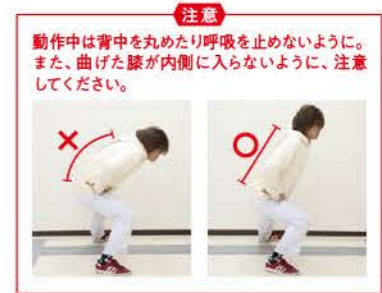 注意
動作中は背中を丸めたり呼吸を止めないように。
また、曲げた膝が内側に入らないように、注意
してください。